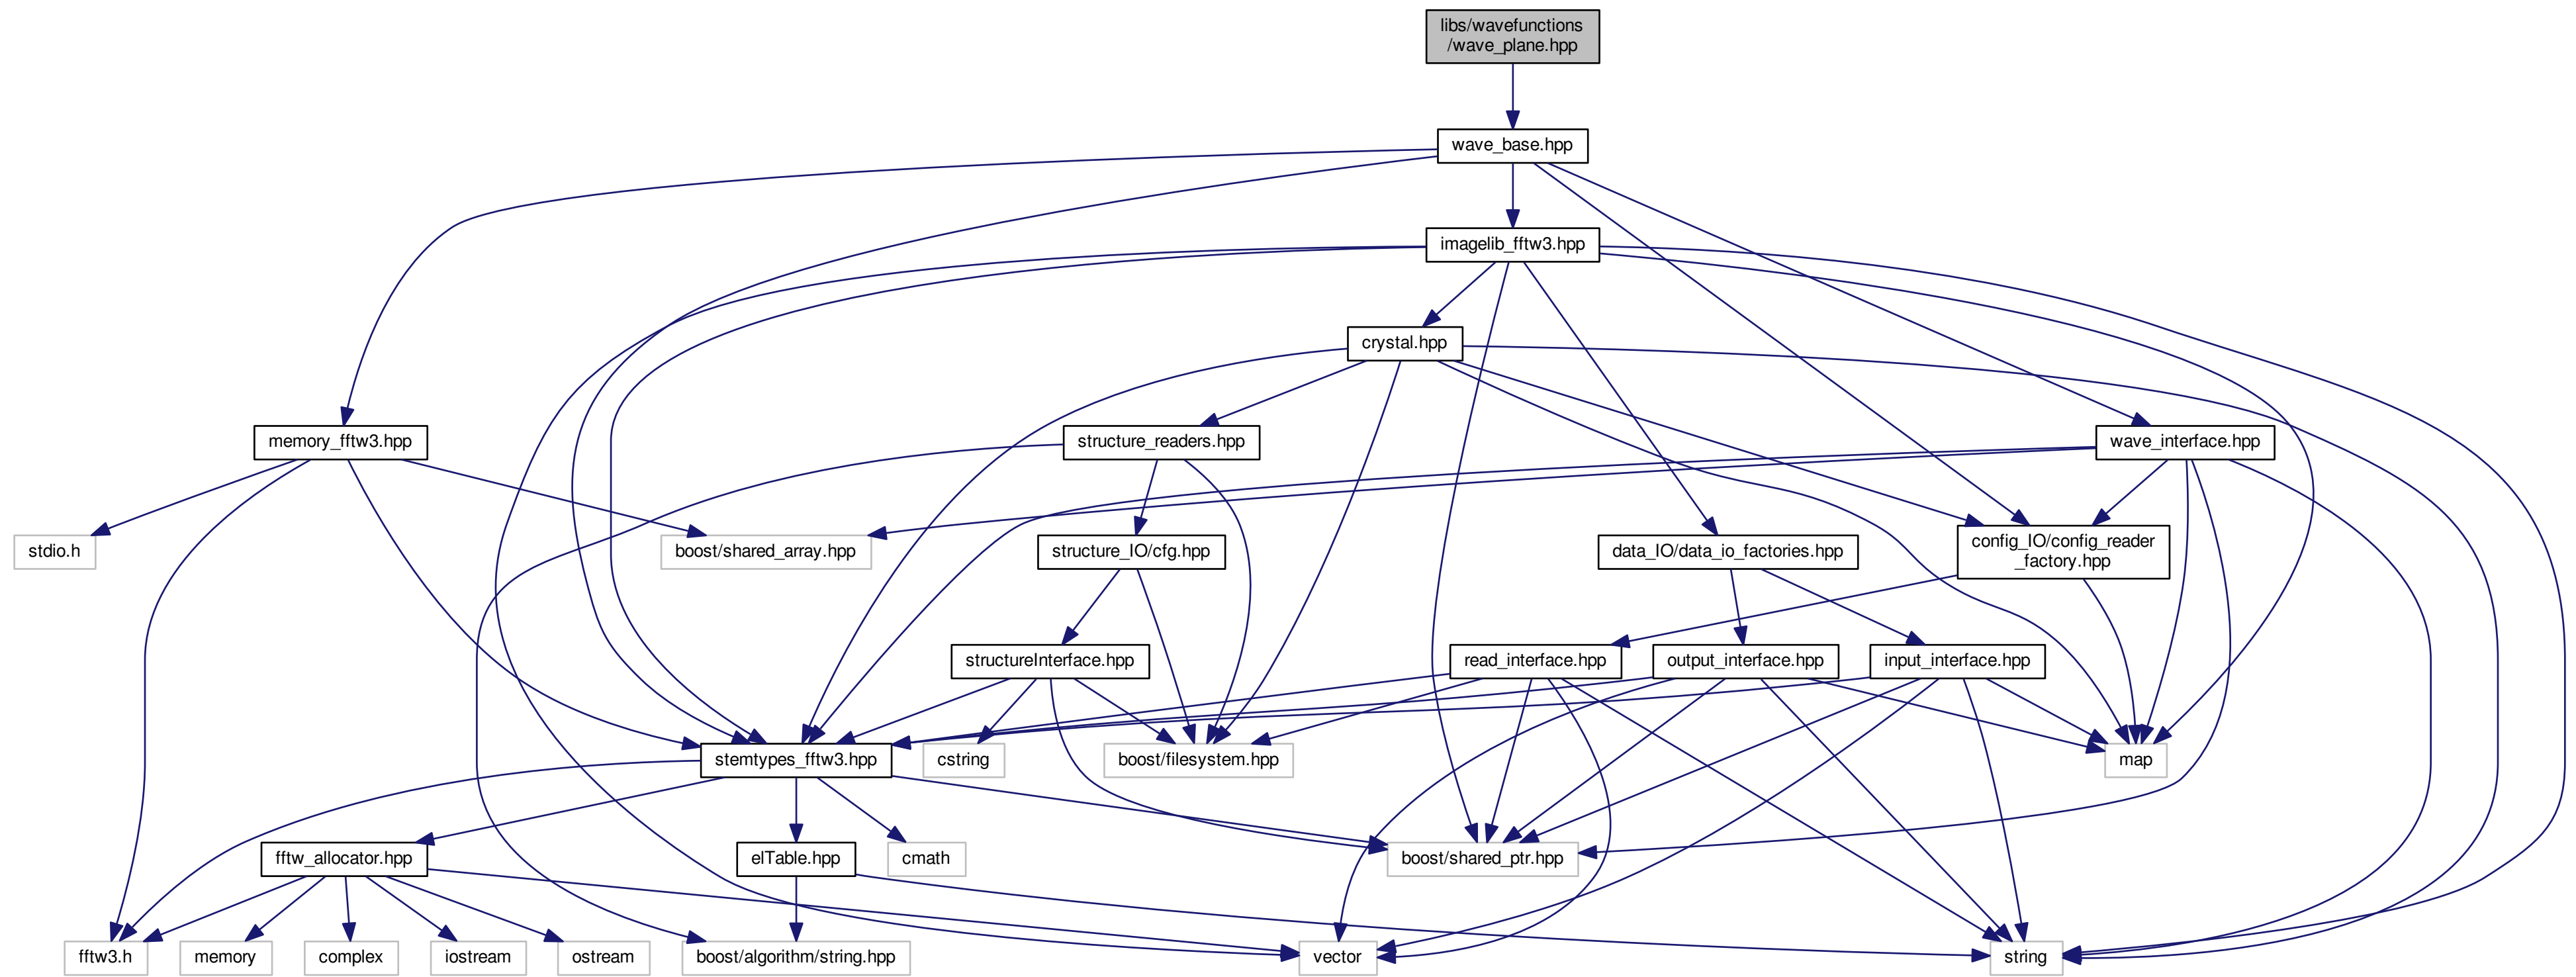 libs/wavefunctions
/wave_plane.hpp
wave_base.hpp
imagelib_fftw3.hpp
crystal.hpp
memory_fftw3.hpp
structure_readers.hpp
wave_interface.hpp
stdio.h
boost/shared_array.hpp
structure_IO/cfg.hpp
data_IO/data_io_factories.hpp
config_IO/config_reader
_factory.hpp
structureInterface.hpp
read_interface.hpp
output_interface.hpp
input_interface.hpp
stemtypes_fftw3.hpp
cstring
boost/filesystem.hpp
map
fftw_allocator.hpp
elTable.hpp
cmath
boost/shared_ptr.hpp
fftw3.h
memory
complex
iostream
ostream
boost/algorithm/string.hpp
vector
string